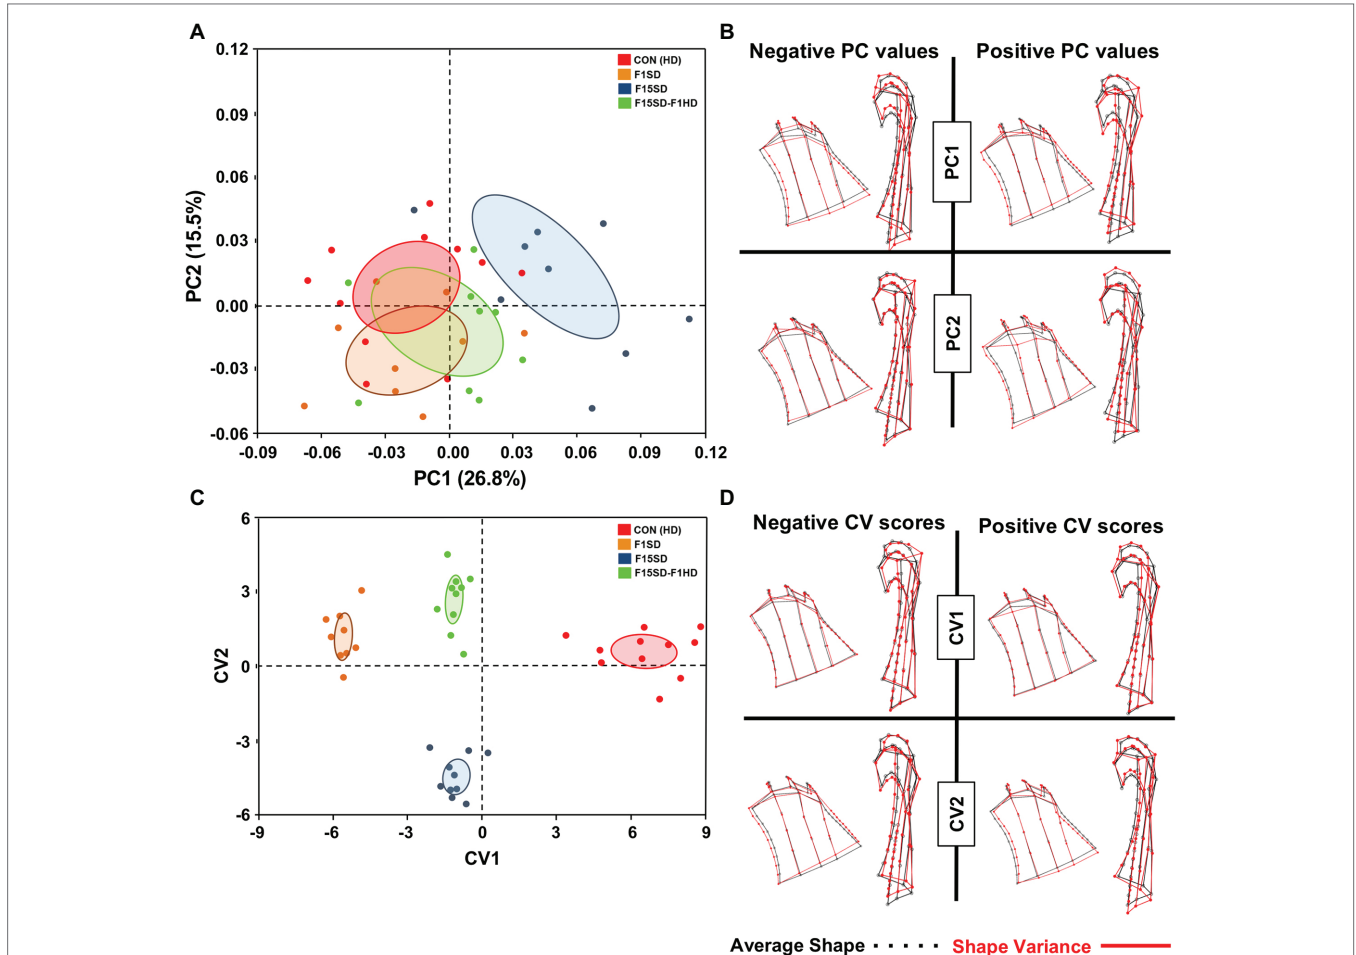 A
0.12
0.09
0.06
0.03
0.00
-0.03
-0.06
PC2 (15.5%)
CON (HD)
F1SD
F15SD
F15SD-F1HD
-0.09 -0.06 -0.03 0.00 0.03 0.06 0.09 0.12
PC1 (26.8%)
B
Negative PC values Positive PC values
PC1
PC2
C
6
3
0
-3
-6
CV2
CON (HD)
F1SD
F15SD
F15SD-F1HD
-9 -6 -3 0 3 6 9
CV1
D
Negative CV scores Positive CV scores
CV1
CV2
Average Shape Shape Variance